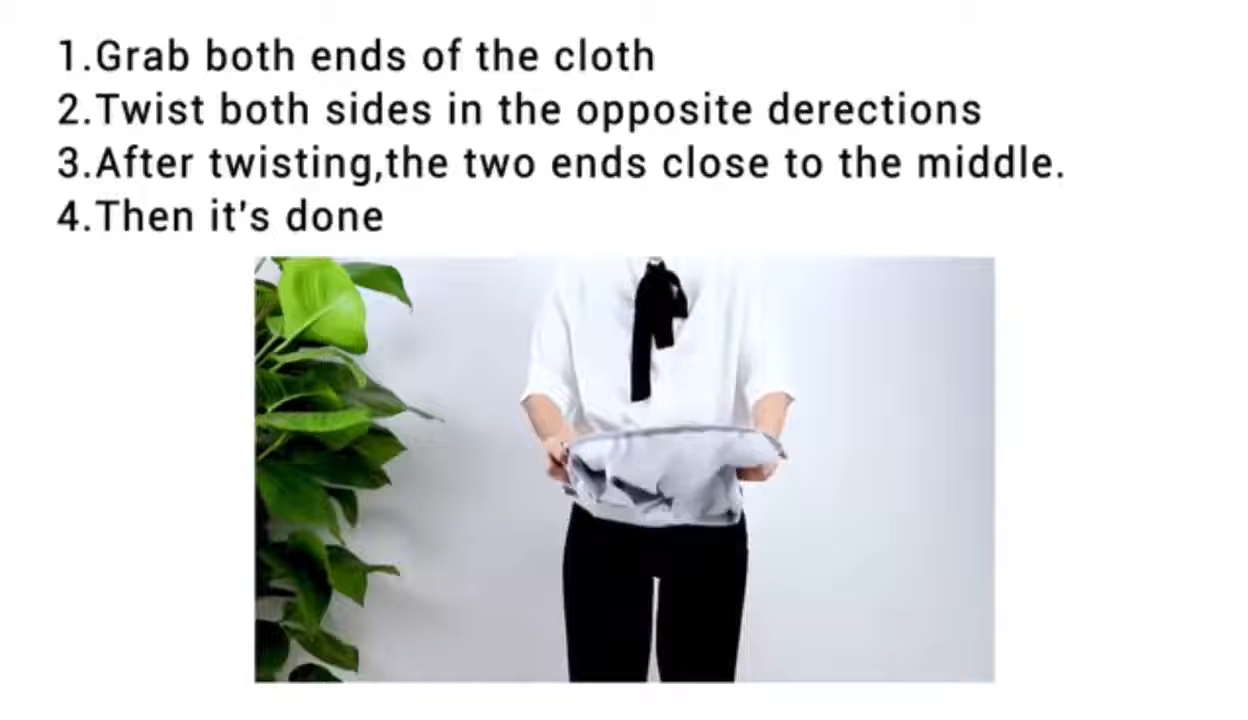 1.Grab both ends of the cloth
2.Twist both sides in the opposite derections
3.After twisting,the two ends close to the middle.
4.Then it's done